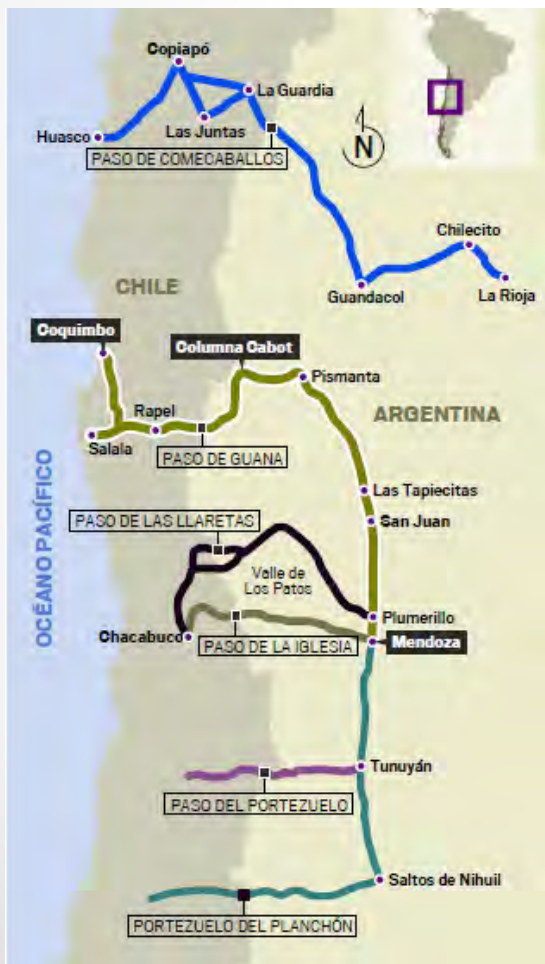 Copiapó
La Guardia
Huasco
Las Juntas
PASO DE COMECABALLOS
N
Chilecito
Guandacol
La Rioja
CHILE
Coquimbo
Columna Cabot
Pismanta
Rapel
ARGENTINA
Salala
PASO DE GUANA
Las Tapiecitas
PASO DE LAS LLARETAS
San Juan
OCÉANO PACÍFICO
Valle de
Los Patos
Plumerillo
Chacabuco
PASO DE LA IGLESIA
Mendoza
Tunuyán
PASO DEL PORTEZUELO
Saltos de Nihuil
PORTEZUELO DEL PLANCHÓN